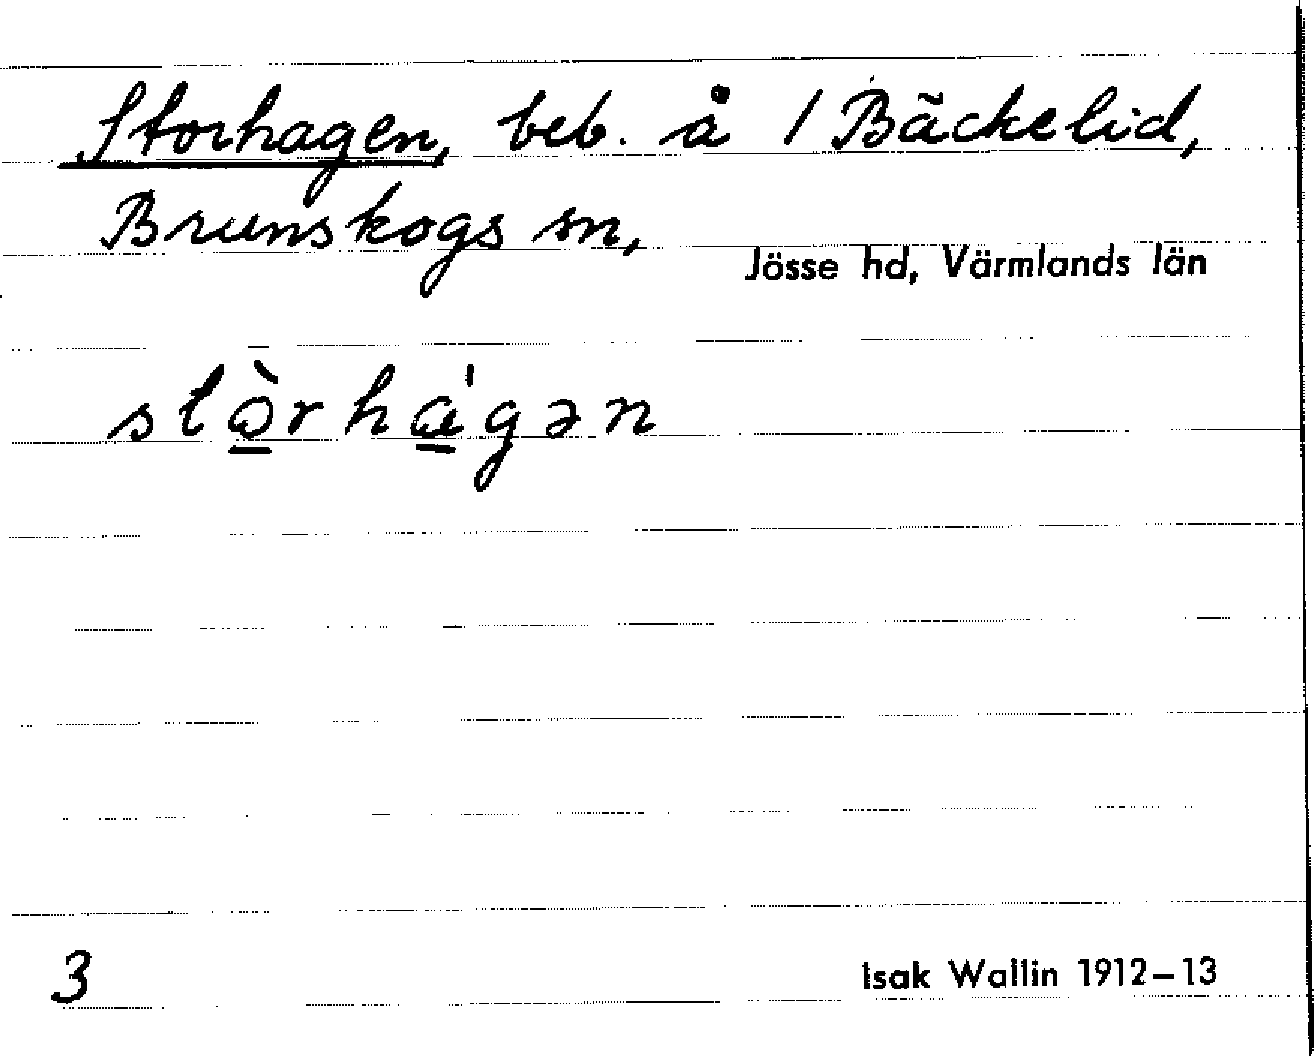 Storhagen, beb. å 1 Bäckelid,
Brunskogs sn,
Jösse hd, Värmlands län
stòrhágən
3
Isak Wallin 1912–13